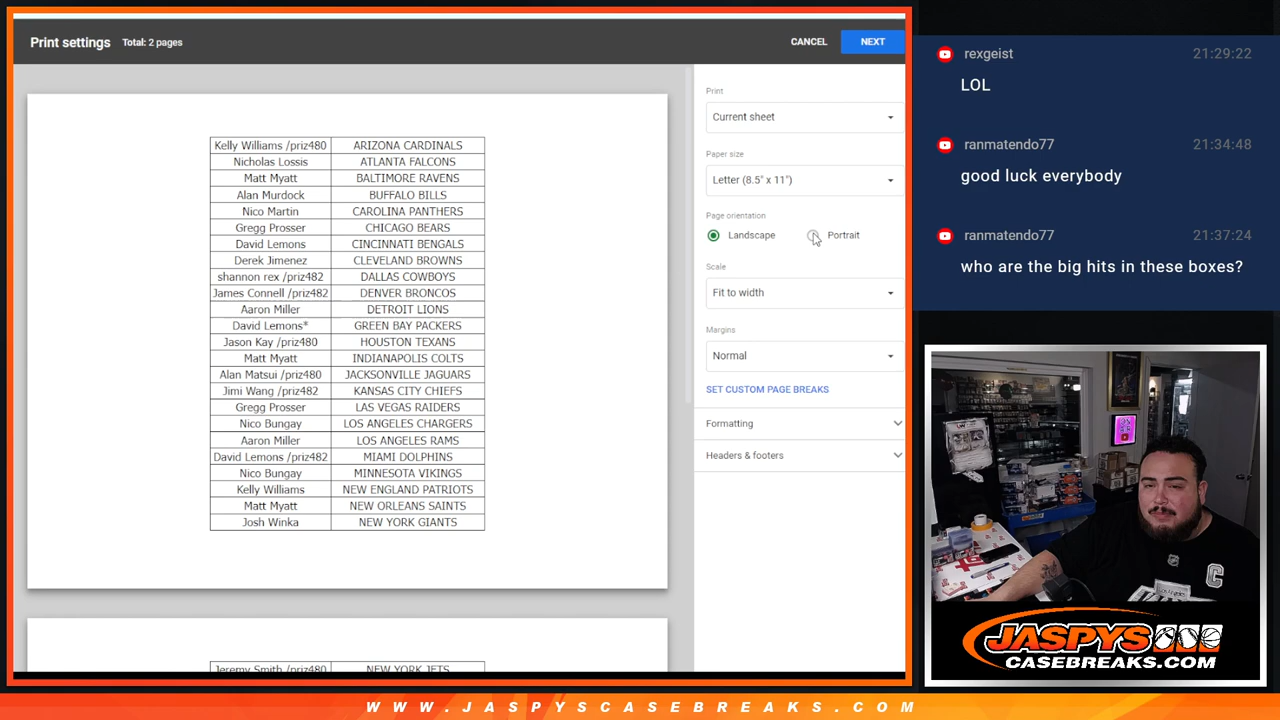 Print settings Total: 2 pages CANCEL NEXT
Kelly Williams /priz480 ARIZONA CARDINALS
Nicholas Lossis ATLANTA FALCONS
Matt Myatt BALTIMORE RAVENS
Alan Murdock BUFFALO BILLS
Nico Martin CAROLINA PANTHERS
Gregg Prosser CHICAGO BEARS
David Lemons CINCINNATI BENGALS
Derek Jimenez CLEVELAND BROWNS
shannon rex /priz482 DALLAS COWBOYS
James Connell /priz482 DENVER BRONCOS
Aaron Miller DETROIT LIONS
David Lemons* GREEN BAY PACKERS
Jason Kay /priz480 HOUSTON TEXANS
Matt Myatt INDIANAPOLIS COLTS
Alan Matsui /priz480 JACKSONVILLE JAGUARS
Jimi Wang /priz482 KANSAS CITY CHIEFS
Gregg Prosser LAS VEGAS RAIDERS
Nico Bungay LOS ANGELES CHARGERS
Aaron Miller LOS ANGELES RAMS
David Lemons /priz482 MIAMI DOLPHINS
Nico Bungay MINNESOTA VIKINGS
Kelly Williams NEW ENGLAND PATRIOTS
Matt Myatt NEW ORLEANS SAINTS
Josh Winka NEW YORK GIANTS
Jeremy Smith /priz480 NEW YORK JETS
Print
Current sheet
Paper size
Letter (8.5" x 11")
Page orientation
Landscape Portrait
Scale
Fit to width
Margins
Normal
SET CUSTOM PAGE BREAKS
Formatting
Headers & footers
rexgeist 21:29:22
LOL
ranmatendo77 21:34:48
good luck everybody
ranmatendo77 21:37:24
who are the big hits in these boxes?
C
JASPYS
CASEBREAKS.COM
WWW.JASPYSCASEBREAKS.COM